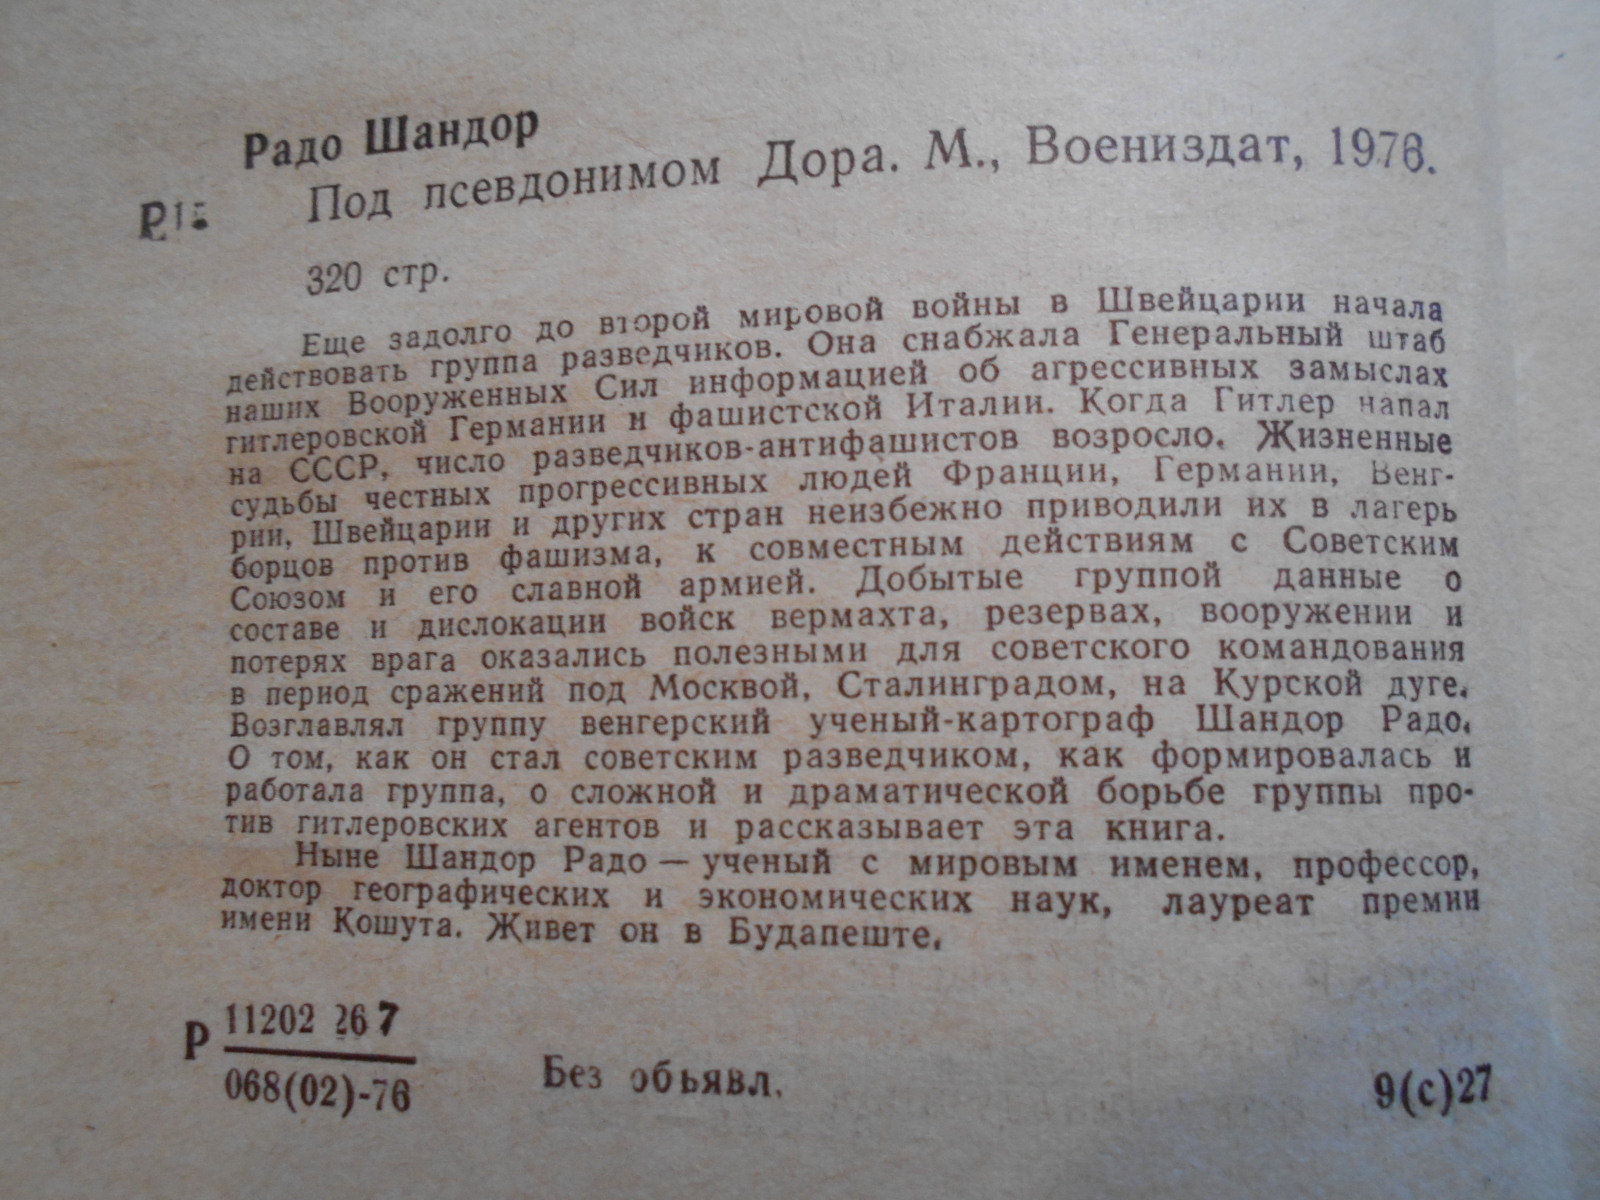 Радо Шандор
Под псевдонимом Дора. М., Воениздат, 1976.
320 стр.
Еще задолго до второй мировой войны в Швейцарии начала
действовать группа разведчиков. Она снабжала Генеральный штаб
наших Вооруженных Сил информацией об агрессивных замыслах
гитлеровской Германии и фашистской Италии. Когда Гитлер напал
на СССР, число разведчиков-антифашистов возросло. Жизненные
судьбы честных прогрессивных людей Франции, Германии, Венг-
рии, Швейцарии и других стран неизбежно приводили их в лагерь
борцов против фашизма, к совместным действиям с Советским
Союзом и его славной армией. Добытые группой данные о
составе и дислокации войск вермахта, резервах, вооружении и
потерях врага оказались полезными для советского командования
в период сражений под Москвой, Сталинградом, на Курской дуге.
Возглавлял группу венгерский ученый-картограф Шандор Радо.
О том, как он стал советским разведчиком, как формировалась и
работала группа, о сложной и драматической борьбе группы про-
тив гитлеровских агентов и рассказывает эта книга.
Ныне Шандор Радо — ученый с мировым именем, профессор,
доктор географических и экономических наук, лауреат премии
имени Кошута. Живет он в Будапеште.
Р 11202 267
068(02)-76
Без объявл.
9(с)27